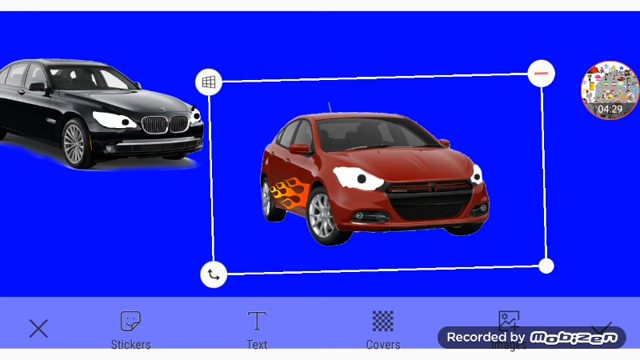 04:29
Stickers
Text
Covers
Images
Recorded by mobizen